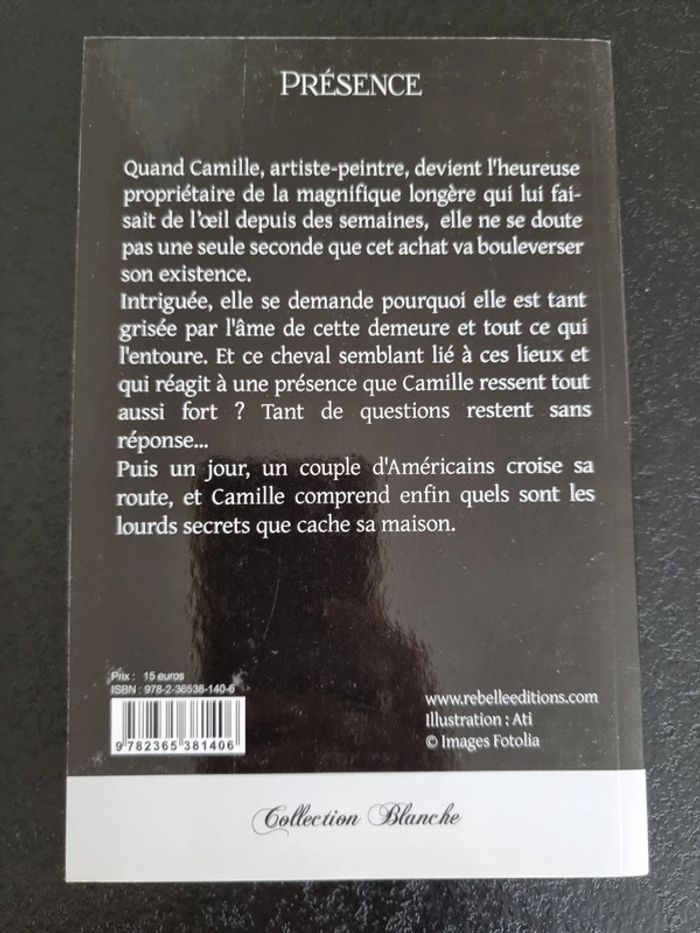 PRÉSENCE
Quand Camille, artiste-peintre, devient l'heureuse
propriétaire de la magnifique longère qui lui fai-
sait de l'œil depuis des semaines, elle ne se doute
pas une seule seconde que cet achat va bouleverser
son existence.
Intriguée, elle se demande pourquoi elle est tant
grisée par l'âme de cette demeure et tout ce qui
l'entoure. Et ce cheval semblant lié à ces lieux et
qui réagit à une présence que Camille ressent tout
aussi fort ? Tant de questions restent sans
réponse...
Puis un jour, un couple d'Américains croise sa
route, et Camille comprend enfin quels sont les
lourds secrets que cache sa maison.
Prix : 15 euros
ISBN : 978-2-36538-140-6
9 782365 381406
www.rebelleeditions.com
Illustration : Ati
© Images Fotolia
Collection Blanche